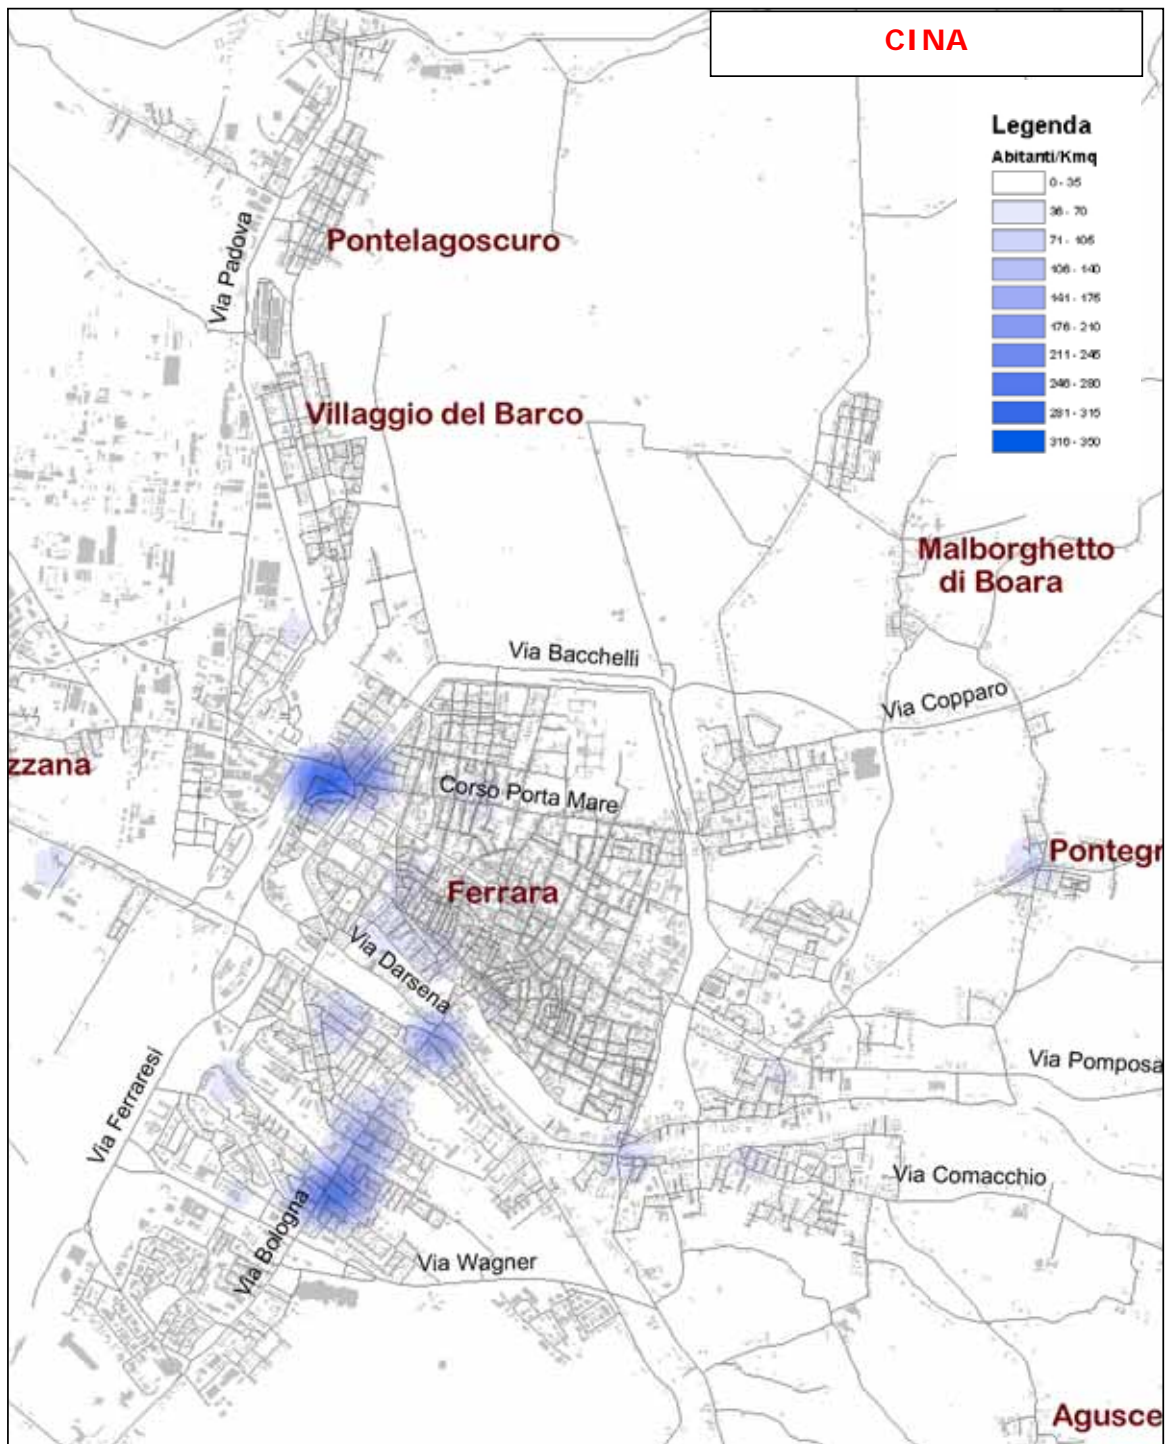 CINA
Legenda
Abitanti/Kmq
0 - 35
36 - 70
71 - 105
106 - 140
141 - 175
176 - 210
211 - 245
246 - 280
281 - 315
316 - 350
Via Padova
Pontelagoscuro
Villaggio del Barco
Malborghetto
di Boara
Via Bacchelli
Via Copparo
zzana
Corso Porta Mare
Pontegr
Ferrara
Via Darsena
Via Ferraresi
Via Pomposa
Via Comacchio
Via Bologna
Via Wagner
Agusce